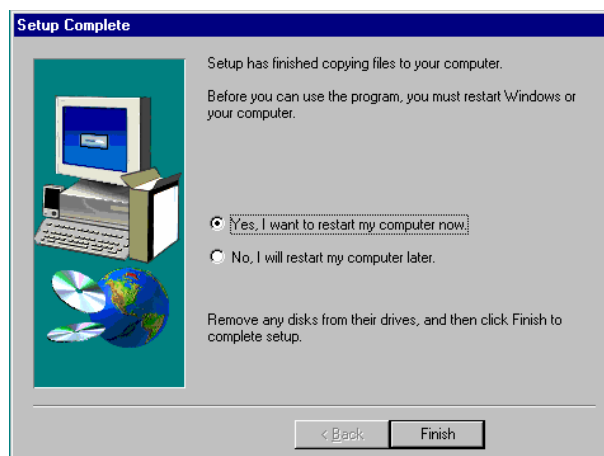 Setup Complete
Setup has finished copying files to your computer.
Before you can use the program, you must restart Windows or
your computer.
Yes, I want to restart my computer now.
No, I will restart my computer later.
Remove any disks from their drives, and then click Finish to
complete setup.
< Back
Finish